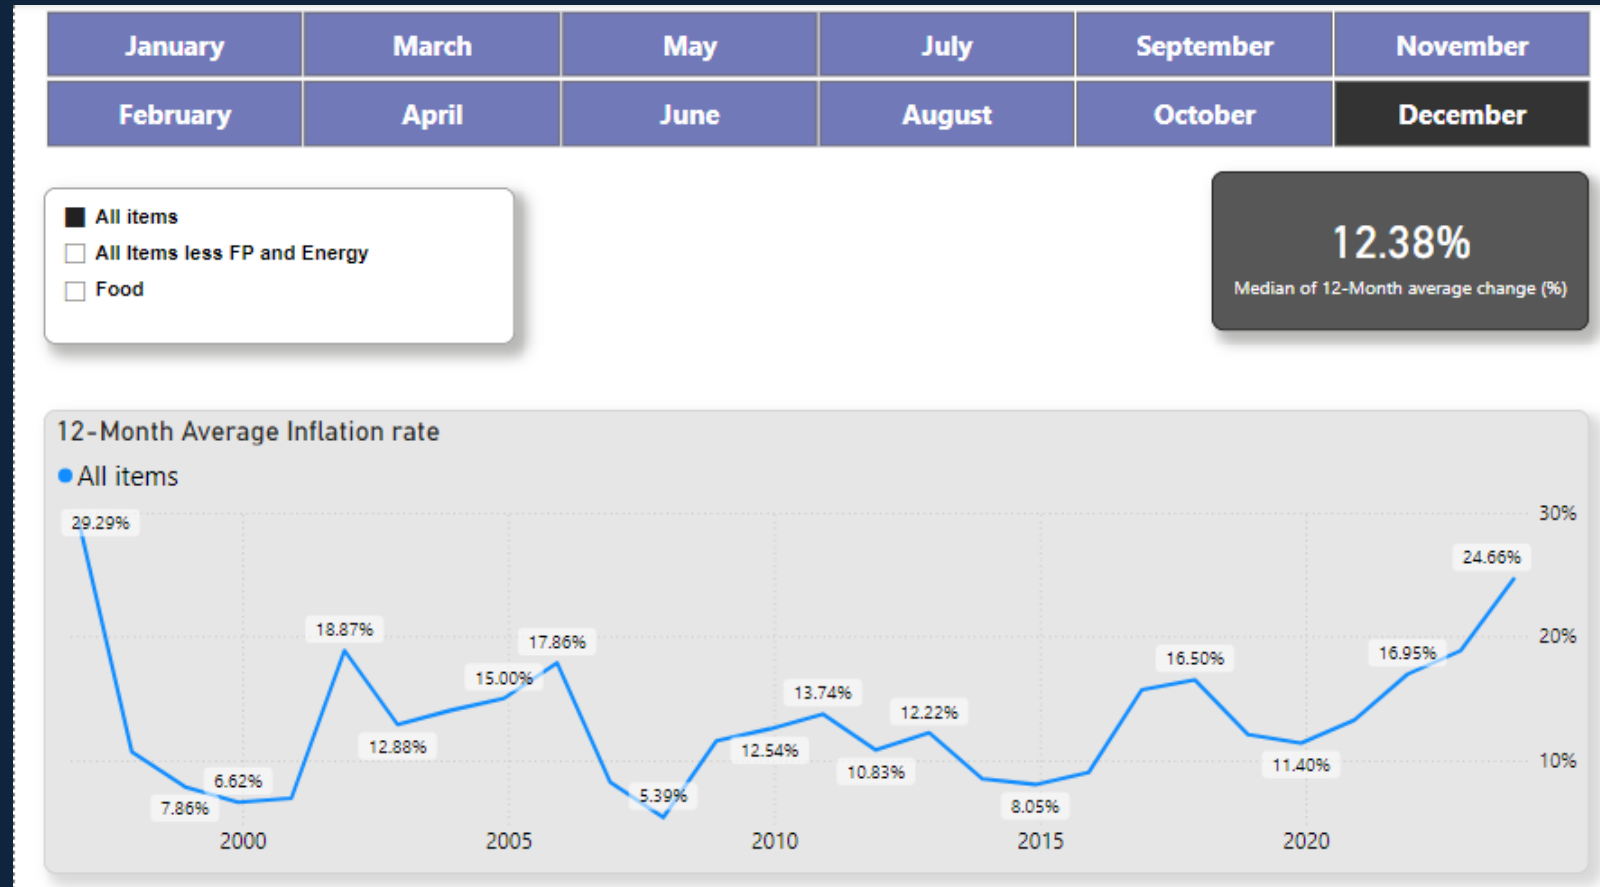 January March May July September November
February April June August October December
All items
All Items less FP and Energy
Food
12.38%
Median of 12-Month average change (%)
12-Month Average Inflation rate
All items
29.29%
30%
24.66%
18.87%
17.86%
20%
16.95%
16.50%
15.00%
13.74%
12.22%
12.88%
12.54%
10.83%
11.40%
10%
6.62%
5.39%
7.86%
8.05%
2000 2005 2010 2015 2020